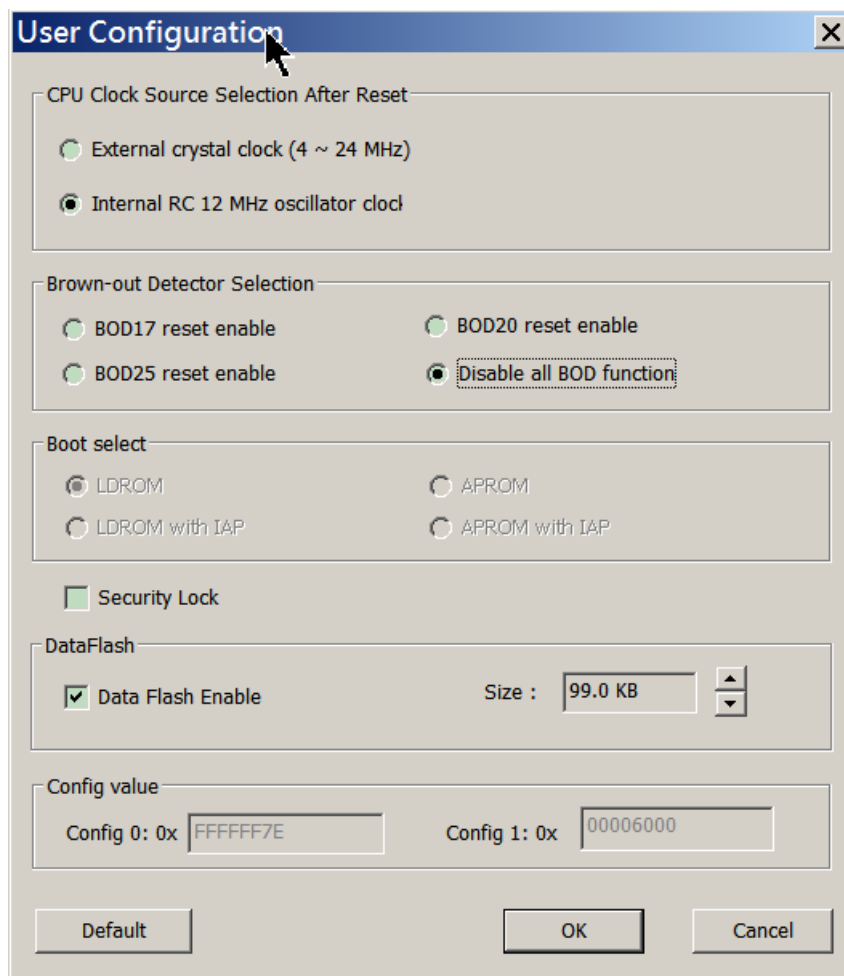 User Configuration
CPU Clock Source Selection After Reset
External crystal clock (4 ~ 24 MHz)
Internal RC 12 MHz oscillator clock
Brown-out Detector Selection
BOD17 reset enable
BOD20 reset enable
BOD25 reset enable
Disable all BOD function
Boot select
LDROM
APROM
LDROM with IAP
APROM with IAP
Security Lock
DataFlash
Data Flash Enable
Size : 99.0 KB
Config value
Config 0: 0x FFFFFF7E
Config 1: 0x 00006000
Default
OK
Cancel